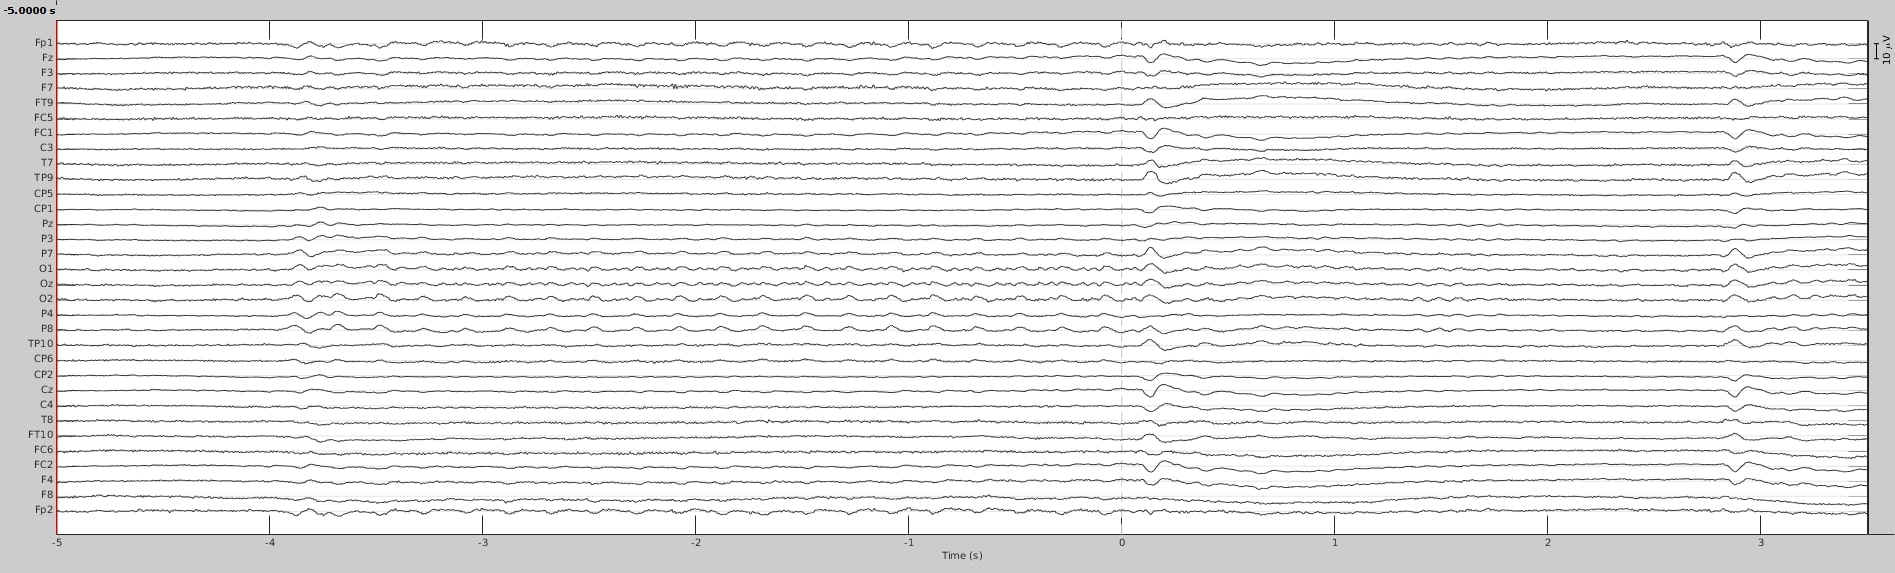 -5.0000 s
Fp1
Fz
F3
F7
FT9
FC5
FC1
C3
T7
TP9
CP5
CP1
Pz
P3
P7
O1
Oz
O2
P4
P8
TP10
CP6
CP2
Cz
C4
T8
FT10
FC6
FC2
F4
F8
Fp2
10 μV
-5 -4 -3 -2 -1 0 1 2 3
Time (s)